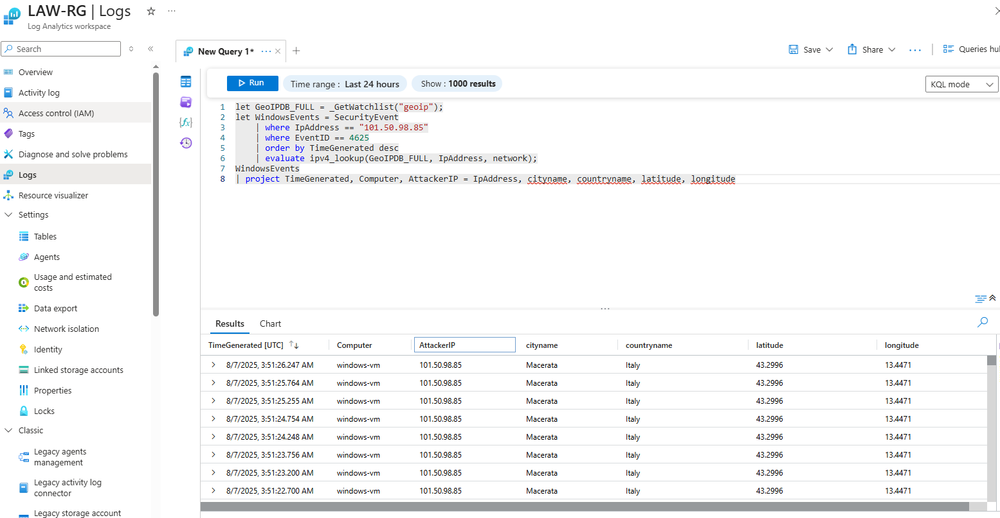 LAW-RG | Logs
Log Analytics workspace
Search
Overview
Activity log
Access control (IAM)
Tags
Diagnose and solve problems
Logs
Resource visualizer
Settings
Tables
Agents
Usage and estimated
costs
Data export
Network isolation
Identity
Linked storage accounts
Properties
Locks
Classic
Legacy agents
management
Legacy activity log
connector
Legacy storage account
New Query 1*
Save
Share
Queries hu
Run
Time range : Last 24 hours
Show : 1000 results
KQL mode
1 let GeoIPDB_FULL = _GetWatchlist("geoip");
2 let WindowsEvents = SecurityEvent
3 | where IpAddress == "101.50.98.85"
4 | where EventID == 4625
5 | order by TimeGenerated desc
6 | evaluate ipv4_lookup(GeoIPDB_FULL, IpAddress, network);
7 WindowsEvents
8 | project TimeGenerated, Computer, AttackerIP = IpAddress, cityname, countryname, latitude, longitude
Results Chart
TimeGenerated [UTC] Computer AttackerIP cityname countryname latitude longitude
8/7/2025, 3:51:26.247 AM windows-vm 101.50.98.85 Macerata Italy 43.2996 13.4471
8/7/2025, 3:51:25.764 AM windows-vm 101.50.98.85 Macerata Italy 43.2996 13.4471
8/7/2025, 3:51:25.255 AM windows-vm 101.50.98.85 Macerata Italy 43.2996 13.4471
8/7/2025, 3:51:24.754 AM windows-vm 101.50.98.85 Macerata Italy 43.2996 13.4471
8/7/2025, 3:51:24.248 AM windows-vm 101.50.98.85 Macerata Italy 43.2996 13.4471
8/7/2025, 3:51:23.756 AM windows-vm 101.50.98.85 Macerata Italy 43.2996 13.4471
8/7/2025, 3:51:23.200 AM windows-vm 101.50.98.85 Macerata Italy 43.2996 13.4471
8/7/2025, 3:51:22.700 AM windows-vm 101.50.98.85 Macerata Italy 43.2996 13.4471